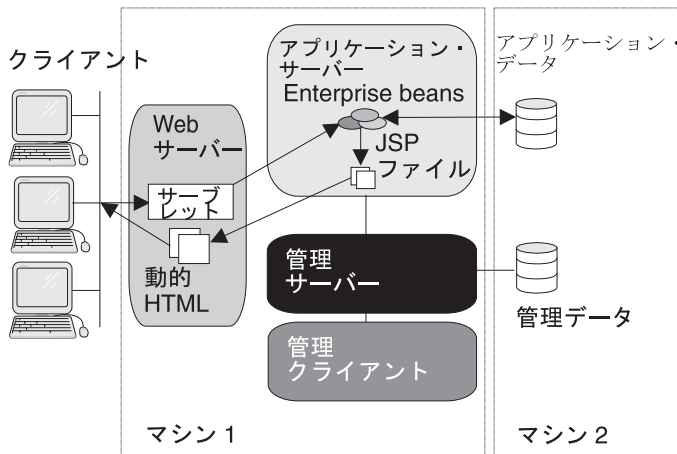 クライアント
Web
サーバー
サーブ
レット
動的
HTML
アプリケーション・
サーバー
Enterprise beans
JSP
ファイル
管理
サーバー
管理
クライアント
マシン 1
アプリケーション・
データ
管理データ
マシン 2